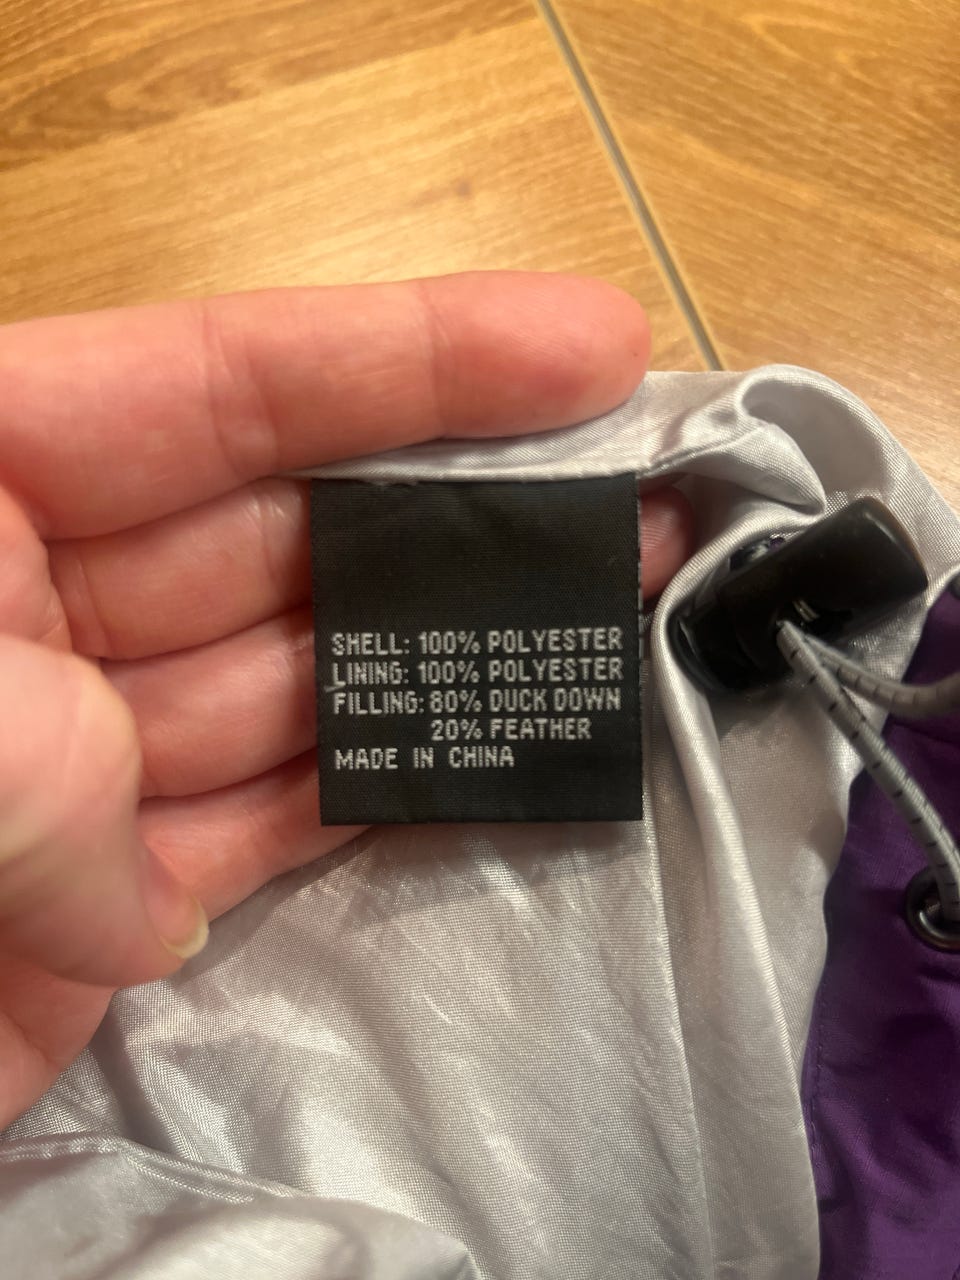 SHELL: 100% POLYESTER
LINING: 100% POLYESTER
FILLING: 80% DUCK DOWN
20% FEATHER
MADE IN CHINA